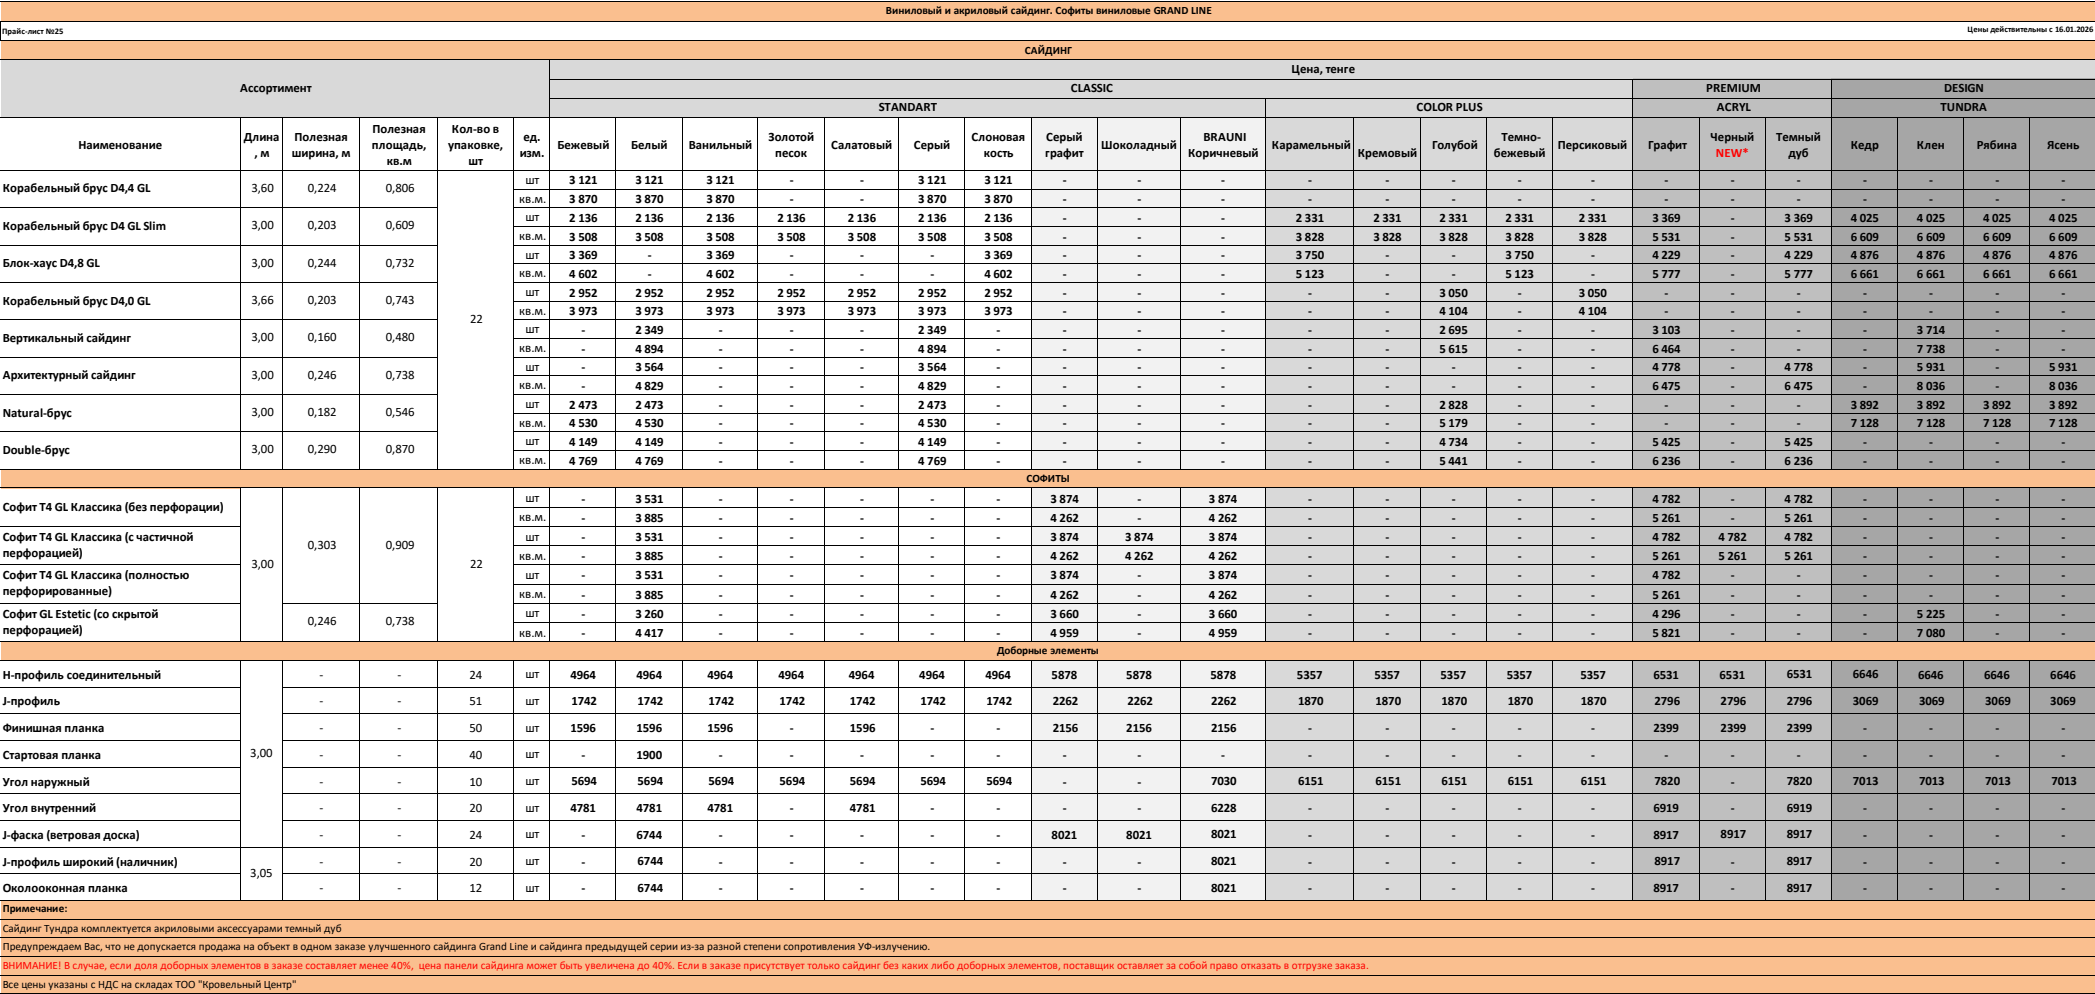 Виниловый и акриловый сайдинг. Софиты виниловые GRAND LINE
Прайс-лист №25 Цены действительны с 16.01.2026
САЙДИНГ
Ассортимент Цена, тенге
CLASSIC PREMIUM DESIGN
STANDART COLOR PLUS ACRYL TUNDRA
Наименование Длина, м Полезная ширина, м Полезная площадь, кв.м Кол-во в упаковке, шт ед. изм. Бежевый Белый Ванильный Золотой песок Салатовый Серый Слоновая кость Серый графит Шоколадный BRAUNI Коричневый Карамельный Кремовый Голубой Темно-бежевый Персиковый Графит Черный NEW* Темный дуб Кедр Клен Рябина Ясень
Корабельный брус D4,4 GL 3,60 0,224 0,806 22 шт 3 121 3 121 3 121 - - 3 121 3 121 - - - - - - - - - - - - - - -
кв.м. 3 870 3 870 3 870 - - 3 870 3 870 - - - - - - - - - - - - - - -
Корабельный брус D4 GL Slim 3,00 0,203 0,609 шт 2 136 2 136 2 136 2 136 2 136 2 136 2 136 - - - 2 331 2 331 2 331 2 331 2 331 3 369 - 3 369 4 025 4 025 4 025 4 025
кв.м. 3 508 3 508 3 508 3 508 3 508 3 508 3 508 - - - 3 828 3 828 3 828 3 828 3 828 5 531 - 5 531 6 609 6 609 6 609 6 609
Блок-хаус D4,8 GL 3,00 0,244 0,732 шт 3 369 - 3 369 - - - 3 369 - - - 3 750 - - 3 750 - 4 229 - 4 229 4 876 4 876 4 876 4 876
кв.м. 4 602 - 4 602 - - - 4 602 - - - 5 123 - - 5 123 - 5 777 - 5 777 6 661 6 661 6 661 6 661
Корабельный брус D4,0 GL 3,66 0,203 0,743 шт 2 952 2 952 2 952 2 952 2 952 2 952 2 952 - - - - - 3 050 - 3 050 - - - - - - -
кв.м. 3 973 3 973 3 973 3 973 3 973 3 973 3 973 - - - - - 4 104 - 4 104 - - - - - - -
Вертикальный сайдинг 3,00 0,160 0,480 шт - 2 349 - - - 2 349 - - - - - - 2 695 - - 3 103 - - - 3 714 - -
кв.м. - 4 894 - - - 4 894 - - - - - - 5 615 - - 6 464 - - - 7 738 - -
Архитектурный сайдинг 3,00 0,246 0,738 шт - 3 564 - - - 3 564 - - - - - - - - - 4 778 - 4 778 - 5 931 - 5 931
кв.м. - 4 829 - - - 4 829 - - - - - - - - - 6 475 - 6 475 - 8 036 - 8 036
Natural-брус 3,00 0,182 0,546 шт 2 473 2 473 - - - 2 473 - - - - - - 2 828 - - - - - 3 892 3 892 3 892 3 892
кв.м. 4 530 4 530 - - - 4 530 - - - - - - 5 179 - - - - - 7 128 7 128 7 128 7 128
Double-брус 3,00 0,290 0,870 шт 4 149 4 149 - - - 4 149 - - - - - - 4 734 - - 5 425 - 5 425 - - - -
кв.м. 4 769 4 769 - - - 4 769 - - - - - - 5 441 - - 6 236 - 6 236 - - - -
СОФИТЫ
Софит Т4 GL Классика (без перфорации) 3,00 0,303 0,909 22 шт - 3 531 - - - - - 3 874 - 3 874 - - - - - 4 782 - 4 782 - - - -
кв.м. - 3 885 - - - - - 4 262 - 4 262 - - - - - 5 261 - 5 261 - - - -
Софит Т4 GL Классика (с частичной перфорацией) шт - 3 531 - - - - - 3 874 3 874 3 874 - - - - - 4 782 4 782 4 782 - - - -
кв.м. - 3 885 - - - - - 4 262 4 262 4 262 - - - - - 5 261 5 261 5 261 - - - -
Софит Т4 GL Классика (полностью перфорированные) шт - 3 531 - - - - - 3 874 - 3 874 - - - - - 4 782 - - - - - -
кв.м. - 3 885 - - - - - 4 262 - 4 262 - - - - - 5 261 - - - - - -
Софит GL Estetic (со скрытой перфорацией) 0,246 0,738 шт - 3 260 - - - - - 3 660 - 3 660 - - - - - 4 296 - - - 5 225 - -
кв.м. - 4 417 - - - - - 4 959 - 4 959 - - - - - 5 821 - - - 7 080 - -
Доборные элементы
Н-профиль соединительный 3,00 - - 24 шт 4964 4964 4964 4964 4964 4964 4964 5878 5878 5878 5357 5357 5357 5357 5357 6531 6531 6531 6646 6646 6646 6646
J-профиль - - 51 шт 1742 1742 1742 1742 1742 1742 1742 2262 2262 2262 1870 1870 1870 1870 1870 2796 2796 2796 3069 3069 3069 3069
Финишная планка - - 50 шт 1596 1596 1596 - 1596 - - 2156 2156 2156 - - - - - 2399 2399 2399 - - - -
Стартовая планка - - 40 шт - 1900 - - - - - - - - - - - - - - - - - - - -
Угол наружный - - 10 шт 5694 5694 5694 5694 5694 5694 5694 - - 7030 6151 6151 6151 6151 6151 7820 - 7820 7013 7013 7013 7013
Угол внутренний - - 20 шт 4781 4781 4781 - 4781 - - - - 6228 - - - - - 6919 - 6919 - - - -
J-фаска (ветровая доска) - - 24 шт - 6744 - - - - - 8021 8021 8021 - - - - - 8917 8917 8917 - - - -
J-профиль широкий (наличник) 3,05 - - 20 шт - 6744 - - - - - - - 8021 - - - - - 8917 - 8917 - - - -
Околооконная планка - - 12 шт - 6744 - - - - - - - 8021 - - - - - 8917 - 8917 - - - -
Примечание:
Сайдинг Тундра комплектуется акриловыми аксессуарами темный дуб
Предупреждаем Вас, что не допускается продажа на объект в одном заказе улучшенного сайдинга Grand Line и сайдинга предыдущей серии из-за разной степени сопротивления УФ-излучению.
ВНИМАНИЕ! В случае, если доля доборных элементов в заказе составляет менее 40%, цена панели сайдинга может быть увеличена до 40%. Если в заказе присутствует только сайдинг без каких либо доборных элементов, поставщик оставляет за собой право отказать в отгрузке заказа.
Все цены указаны с НДС на складах ТОО "Кровельный Центр"